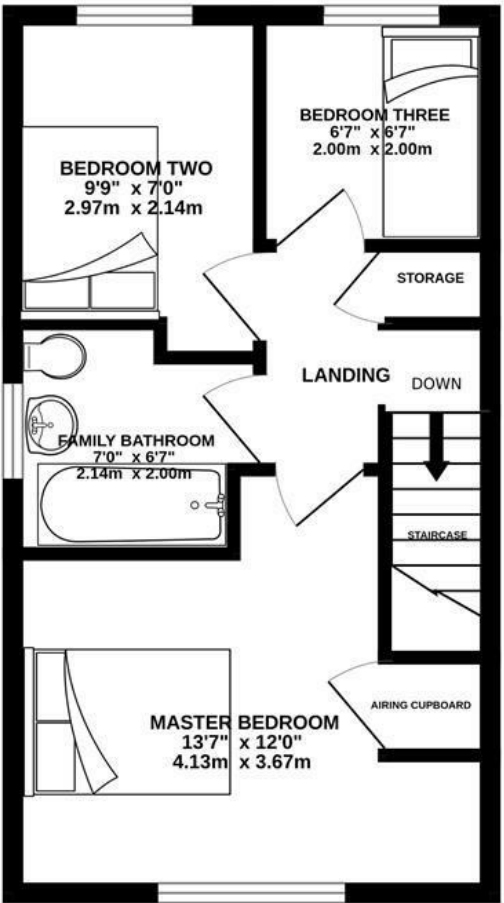 BEDROOM THREE
6'7" x 6'7"
2.00m x 2.00m
BEDROOM TWO
9'9" x 7'0"
2.97m x 2.14m
STORAGE
LANDING
DOWN
FAMILY BATHROOM
7'0" x 6'7"
2.14m x 2.00m
STAIRCASE
AIRING CUPBOARD
MASTER BEDROOM
13'7" x 12'0"
4.13m x 3.67m